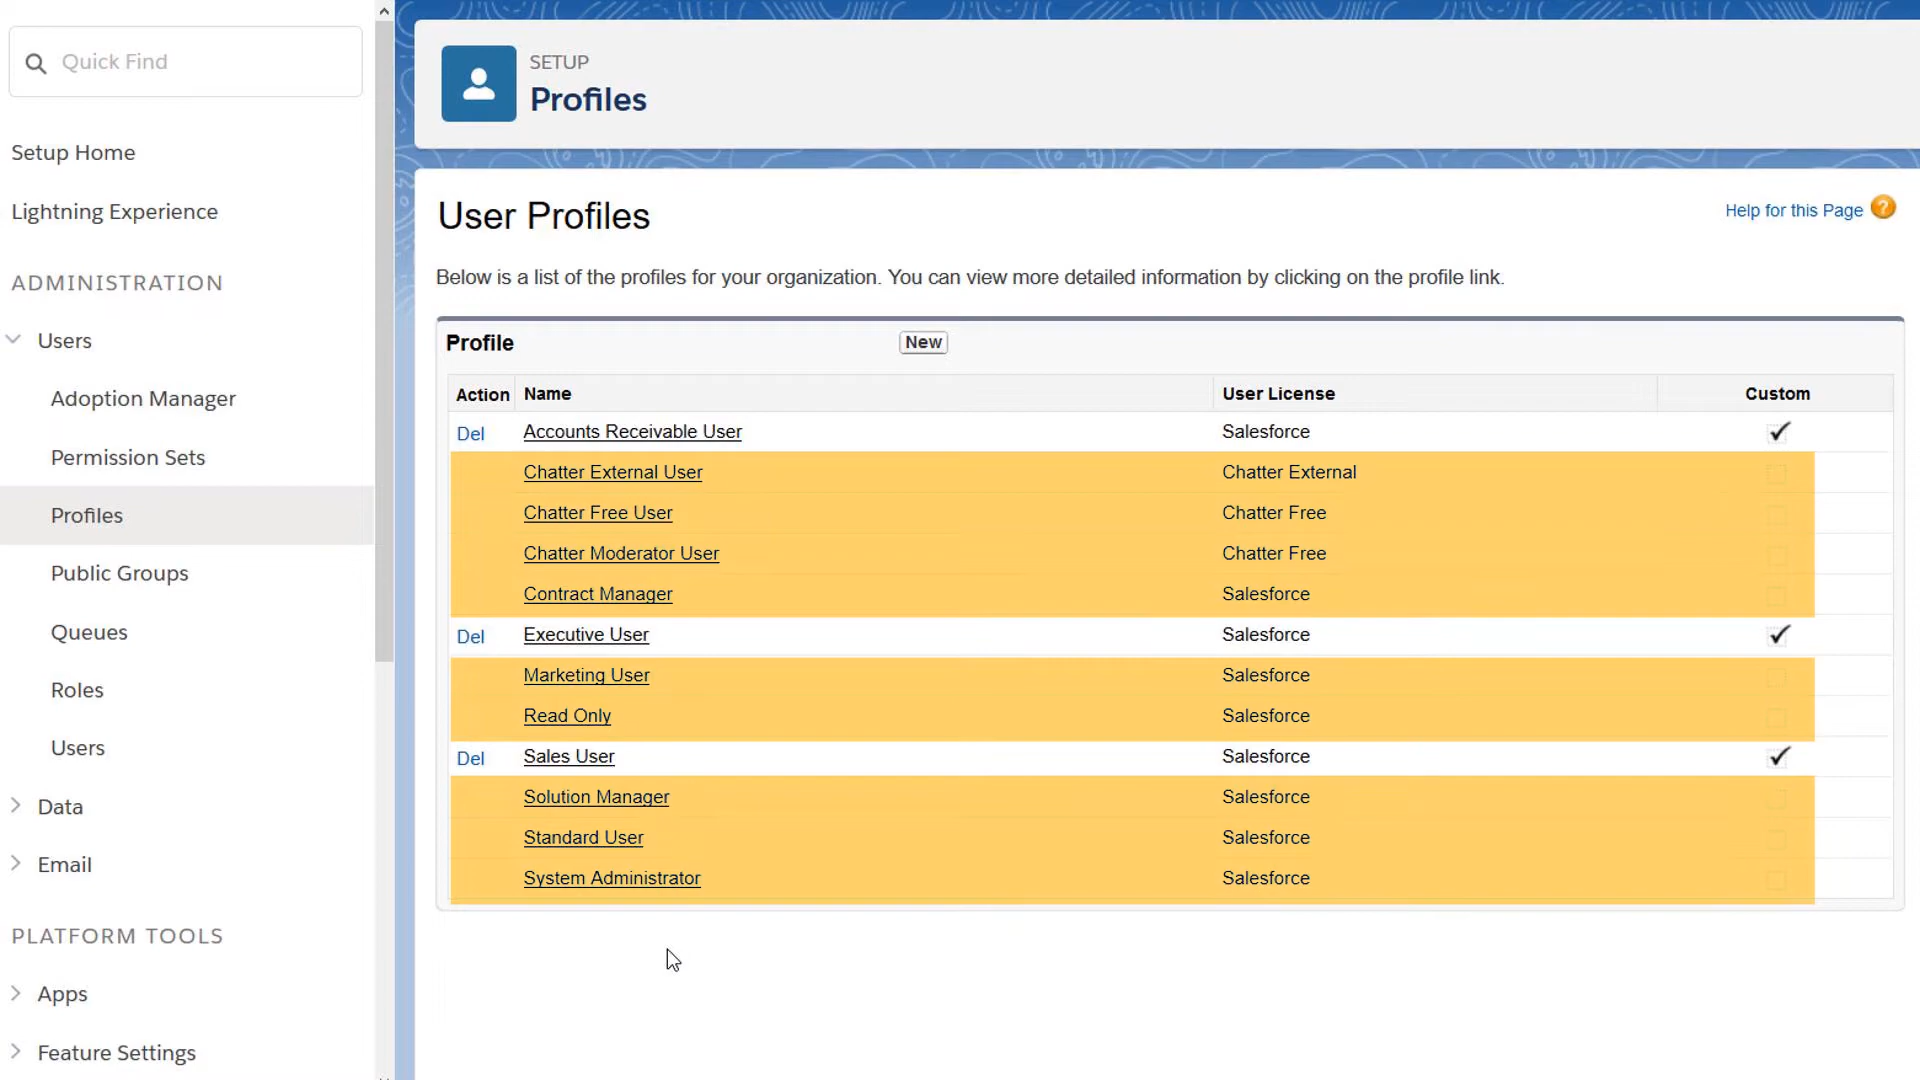 Quick Find
Setup Home
Lightning Experience
ADMINISTRATION
Users
Adoption Manager
Permission Sets
Profiles
Public Groups
Queues
Roles
Users
Data
Email
PLATFORM TOOLS
Apps
Feature Settings
SETUP
Profiles
User Profiles
Help for this Page ?
Below is a list of the profiles for your organization. You can view more detailed information by clicking on the profile link.
Profile New
Action Name User License Custom
Del Accounts Receivable User Salesforce
Chatter External User Chatter External
Chatter Free User Chatter Free
Chatter Moderator User Chatter Free
Contract Manager Salesforce
Del Executive User Salesforce
Marketing User Salesforce
Read Only Salesforce
Del Sales User Salesforce
Solution Manager Salesforce
Standard User Salesforce
System Administrator Salesforce